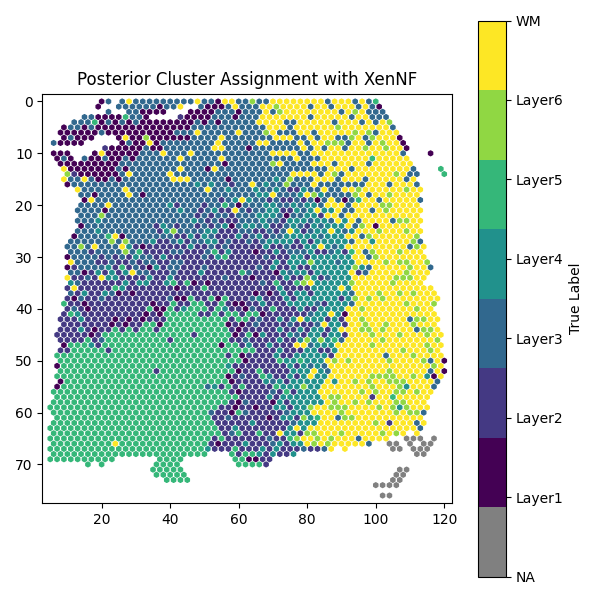 Posterior Cluster Assignment with XenNF
0
10
20
30
40
50
60
70
20
40
60
80
100
120
WM
Layer6
Layer5
Layer4
Layer3
Layer2
Layer1
NA
True Label